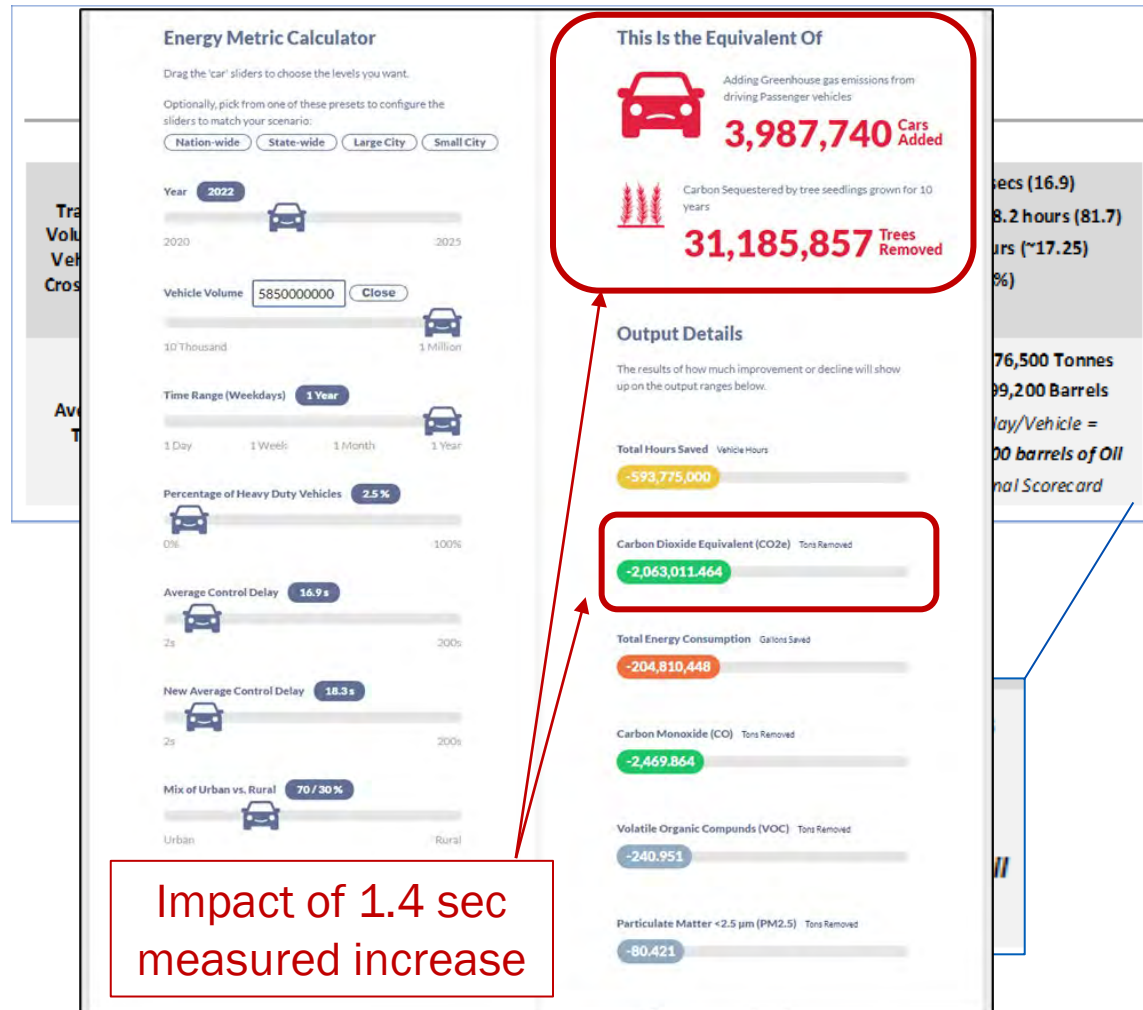 Energy Metric Calculator
Drag the 'car' sliders to choose the levels you want.
Optionally, pick from one of these presets to configure the
sliders to match your scenario:
Nation-wide State-wide Large City Small City
Year 2022
2020 2025
Vehicle Volume 5850000000 Close
10 Thousand 1 Million
Time Range (Weekdays) 1 Year
1 Day 1 Week 1 Month 1 Year
Percentage of Heavy Duty Vehicles 2.5 %
0% 100%
Average Control Delay 16.9 s
2s 200s
New Average Control Delay 18.3 s
2s 200s
Mix of Urban vs. Rural 70 / 30 %
Urban Rural
Impact of 1.4 sec
measured increase
This Is the Equivalent Of
Adding Greenhouse gas emissions from
driving Passenger vehicles
3,987,740 Cars Added
Carbon Sequestered by tree seedlings grown for 10
years
31,185,857 Trees Removed
Output Details
The results of how much improvement or decline will show
up on the output ranges below.
Total Hours Saved Vehicle Hours
-593,775,000
Carbon Dioxide Equivalent (CO2e) Tons Removed
-2,063,011.464
Total Energy Consumption Gallons Saved
-204,810,448
Carbon Monoxide (CO) Tons Removed
-2,469.864
Volatile Organic Compunds (VOC) Tons Removed
-240.951
Particulate Matter <2.5 µm (PM2.5) Tons Removed
-80.421
Tra
Volu
Veh
Cros
Ave
T
secs (16.9)
8.2 hours (81.7)
urs (~17.25)
%)
76,500 Tonnes
99,200 Barrels
lay/Vehicle =
00 barrels of Oil
nal Scorecard